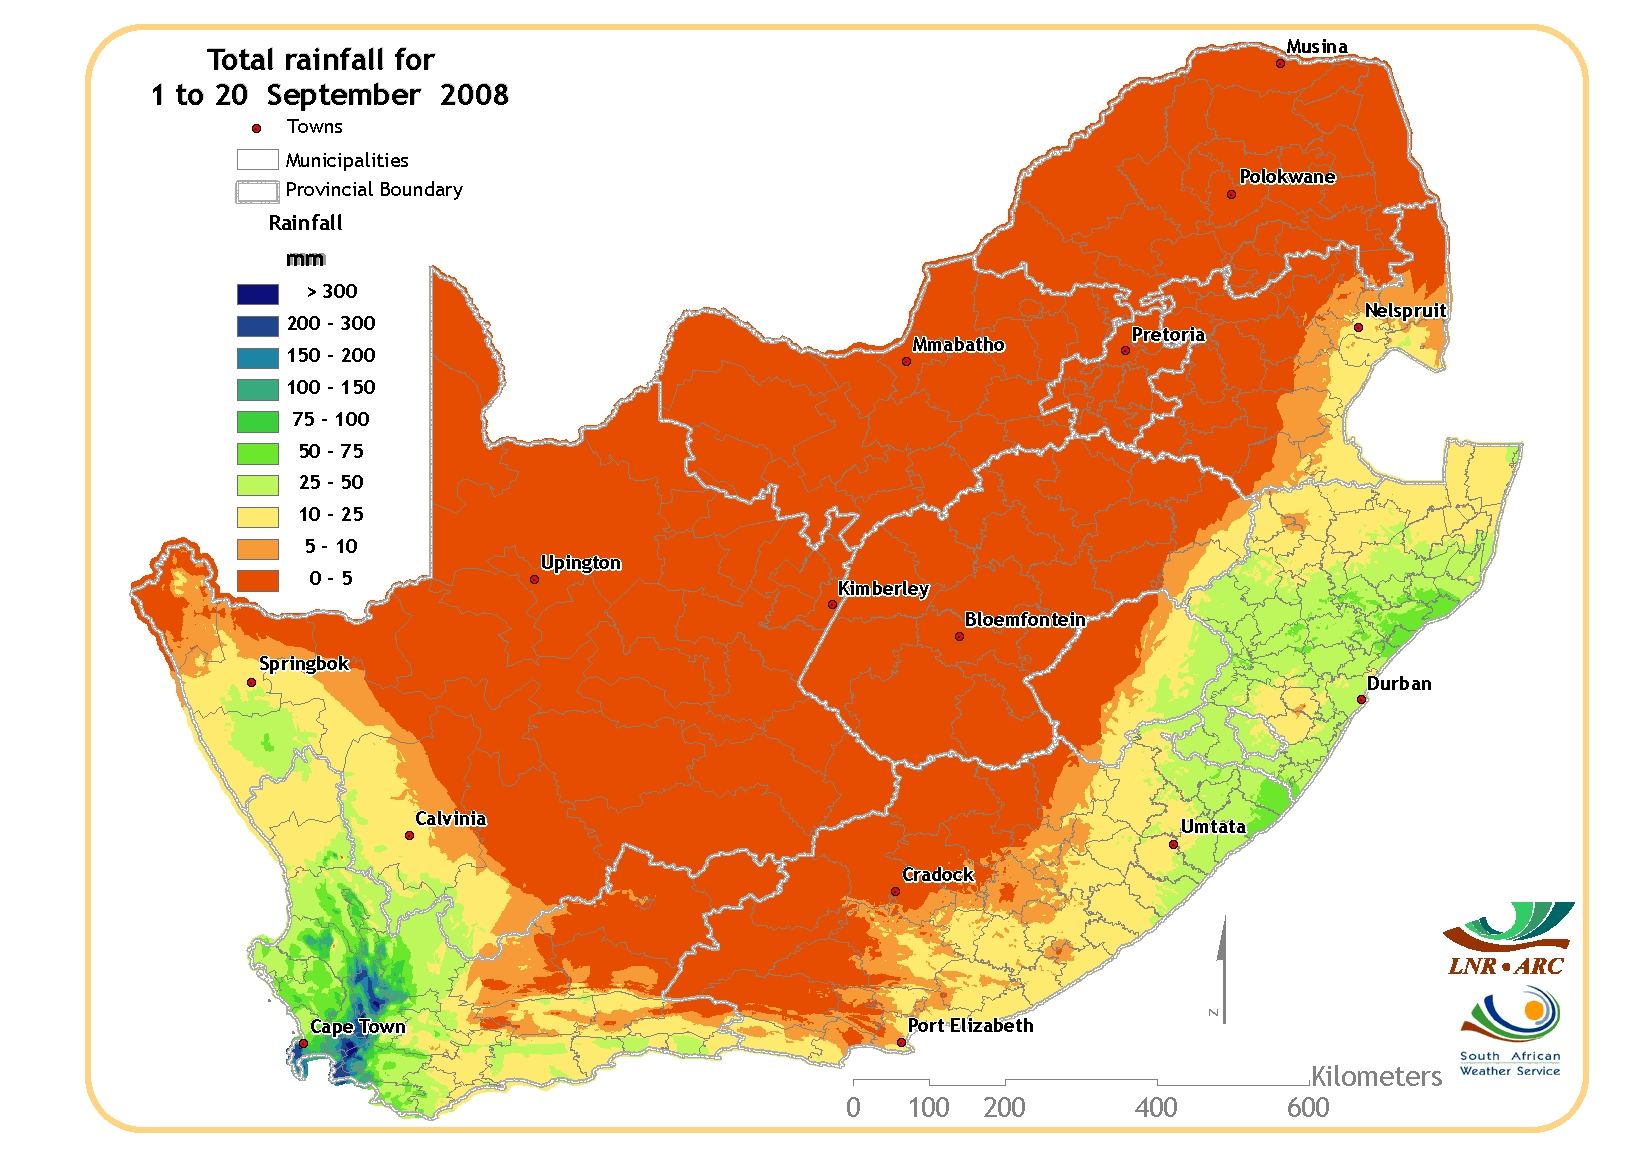 Total rainfall for
1 to 20 September 2008
Towns
Municipalities
Provincial Boundary
Rainfall
mm
> 300
200 - 300
150 - 200
100 - 150
75 - 100
50 - 75
25 - 50
10 - 25
5 - 10
0 - 5
Musina
Polokwane
Nelspruit
Pretoria
Mmabatho
Upington
Kimberley
Bloemfontein
Springbok
Durban
Calvinia
Umtata
Cradock
Cape Town
Port Elizabeth
LNR • ARC
South African
Weather Service
N
Kilometers
0 100 200 400 600